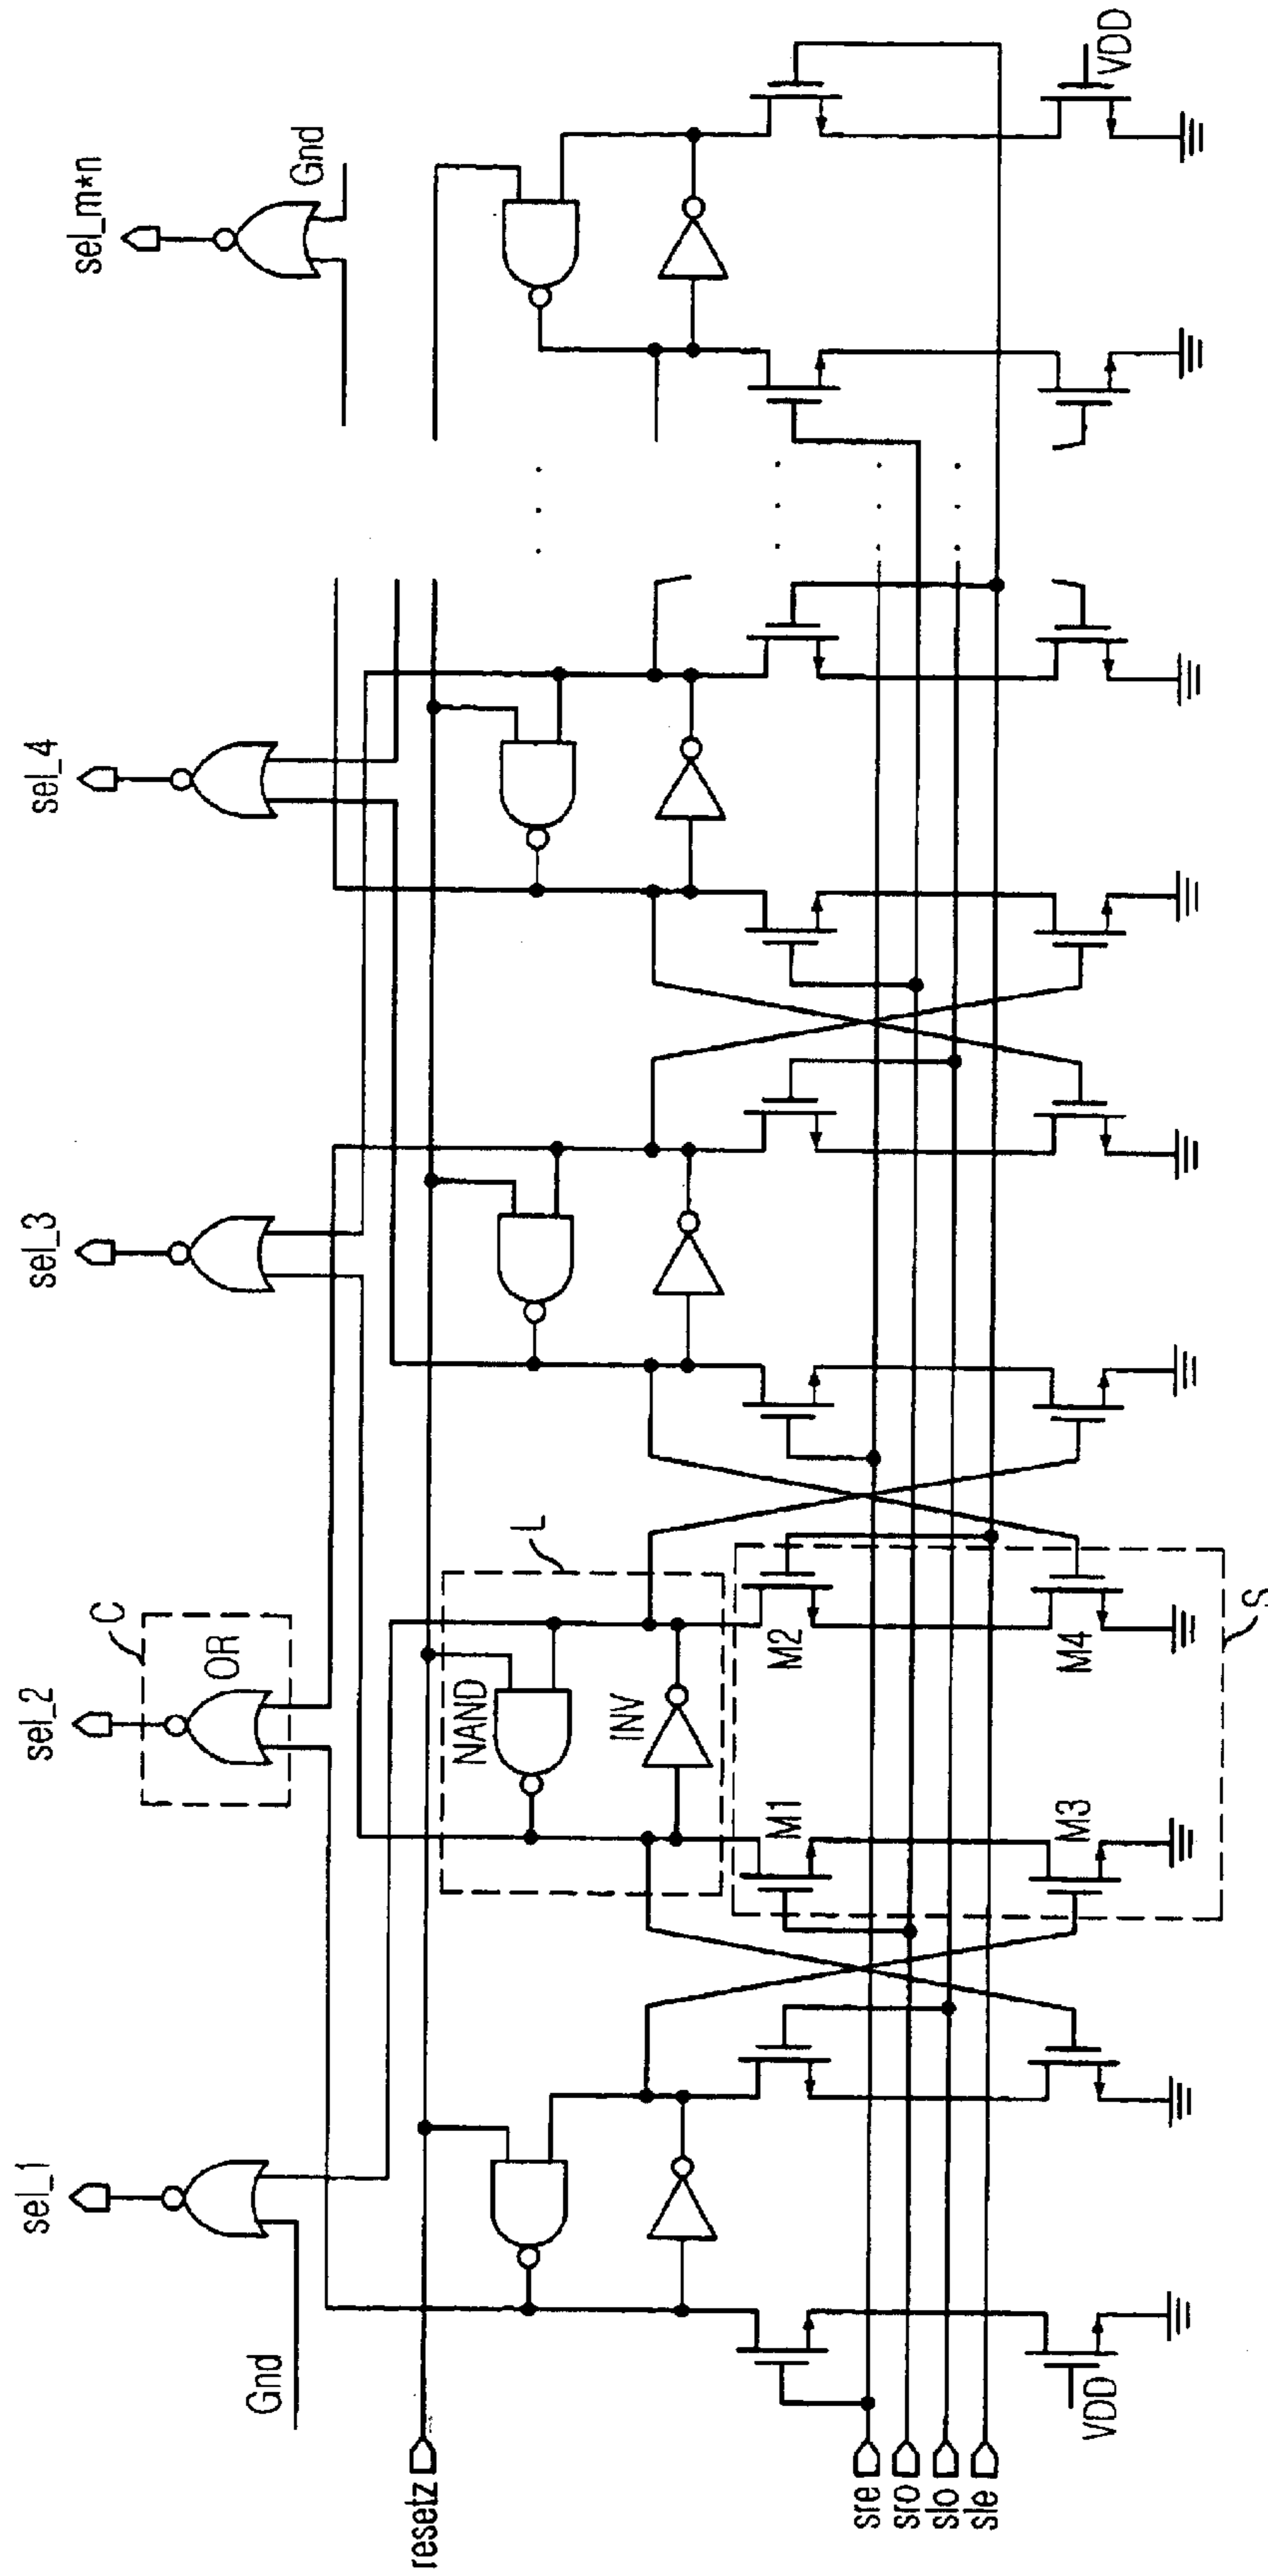 sel_1
sel_2
sel_3
sel_4
sel_m*n
C
OR
Gnd
Gnd
resetz
L
NAND
INV
M1
M2
M3
M4
S
sre
sro
slo
sle
VDD
VDD